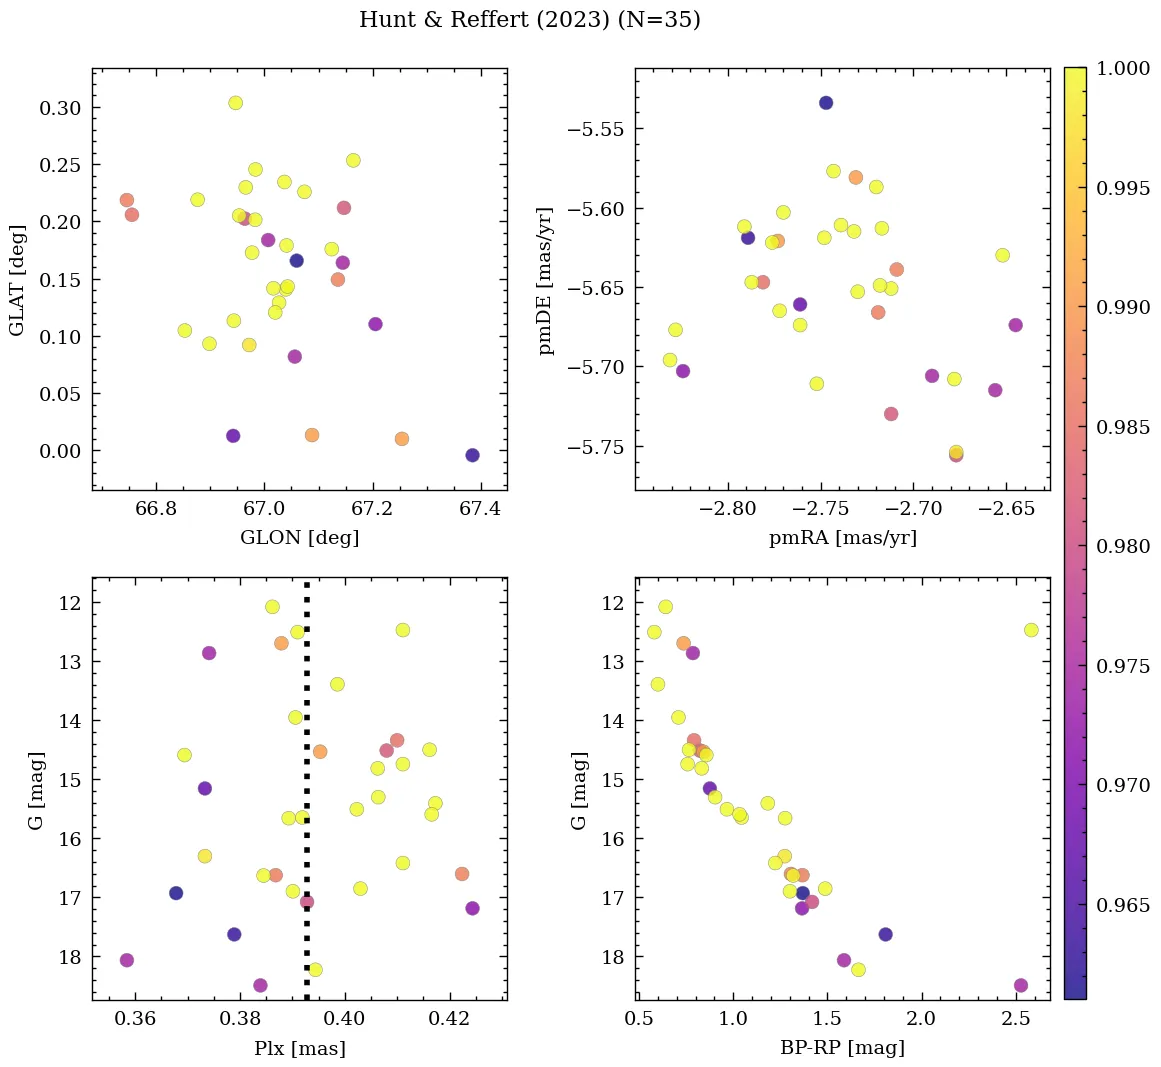 Hunt & Reffert (2023) (N=35)
0.30
0.25
0.20
0.15
0.10
0.05
0.00
GLAT [deg]
66.8 67.0 67.2 67.4
GLON [deg]
−5.55
−5.60
−5.65
−5.70
−5.75
pmDE [mas/yr]
−2.80 −2.75 −2.70 −2.65
pmRA [mas/yr]
12
13
14
15
16
17
18
G [mag]
0.36 0.38 0.40 0.42
Plx [mas]
12
13
14
15
16
17
18
G [mag]
0.5 1.0 1.5 2.0 2.5
BP-RP [mag]
1.000
0.995
0.990
0.985
0.980
0.975
0.970
0.965